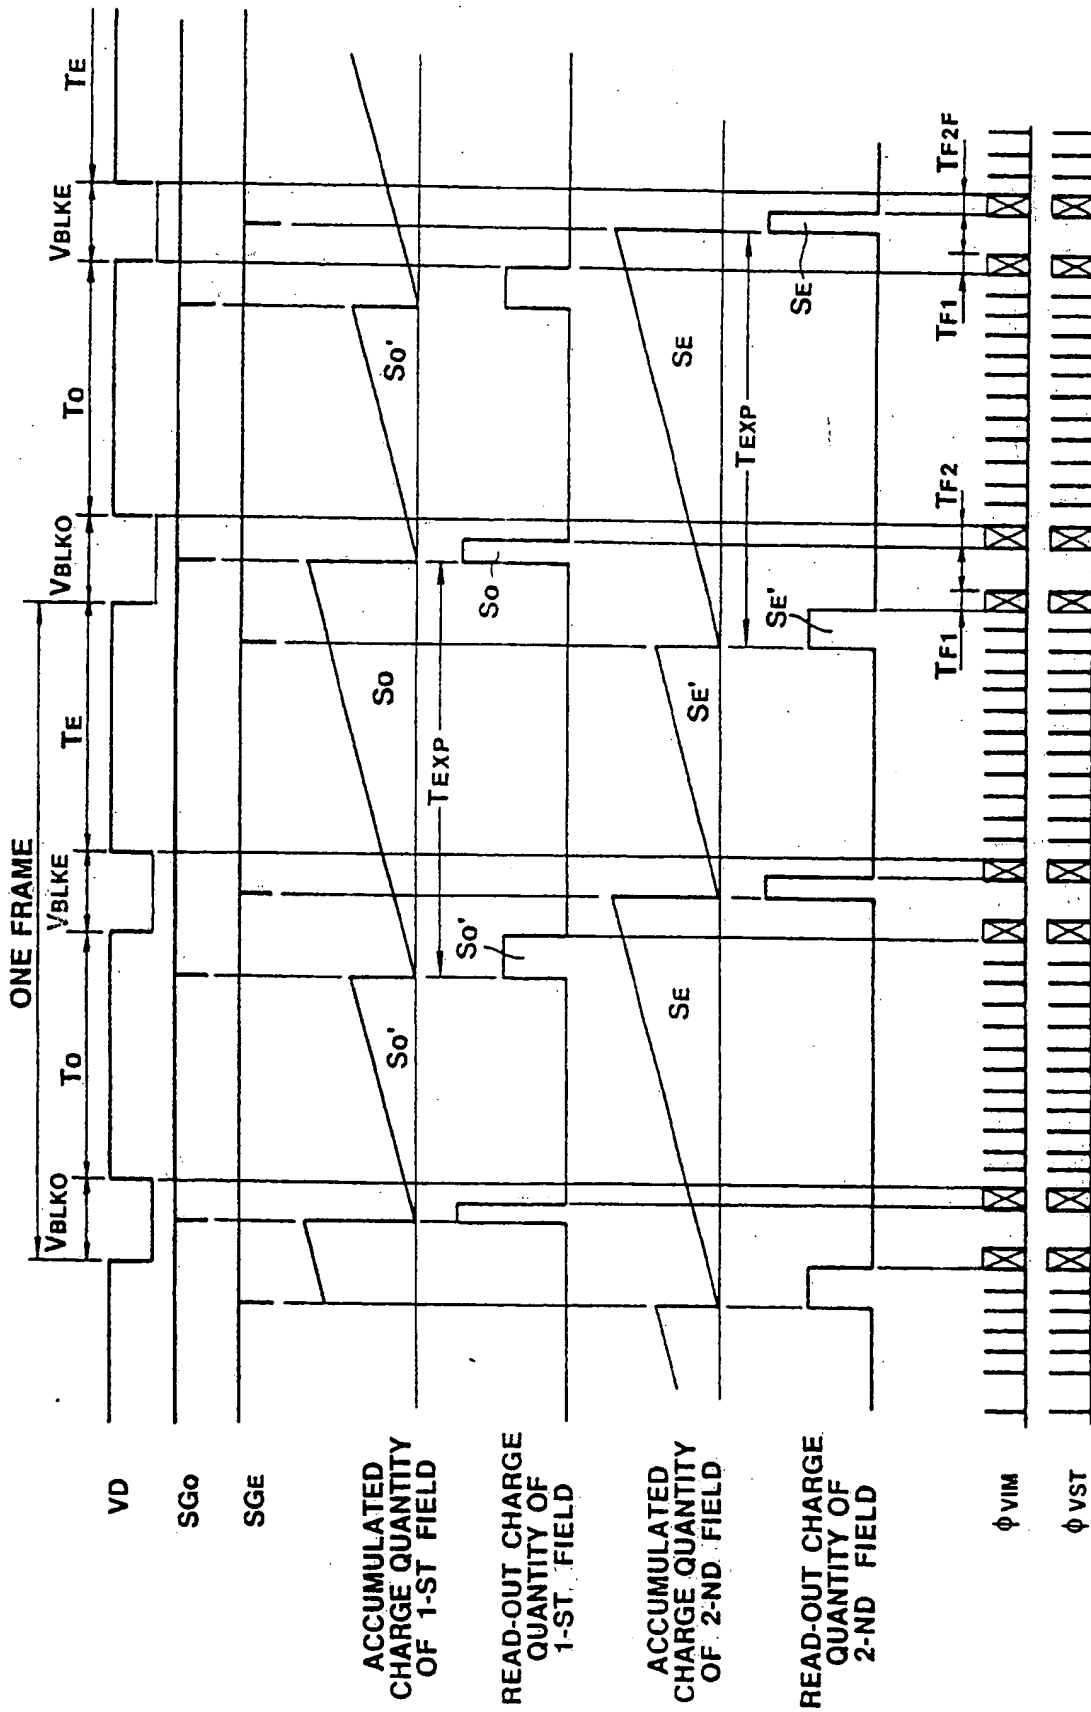 ONE FRAME
VBLKO
TO
VBLKE
TE
VBLKO
TO
VBLKE
TE
VD
SGO
SGE
ACCUMULATED
CHARGE QUANTITY
OF 1-ST FIELD
SO'
SO
SO'
TEXP
READ-OUT CHARGE
QUANTITY OF
1-ST. FIELD
SO'
SO
ACCUMULATED
CHARGE QUANTITY
OF 2-ND FIELD
SE
SE'
SE
TEXP
READ-OUT CHARGE
QUANTITY OF
2-ND FIELD
SE'
SE
TF1
TF2
TF1
TF2F
φVIM
φVST